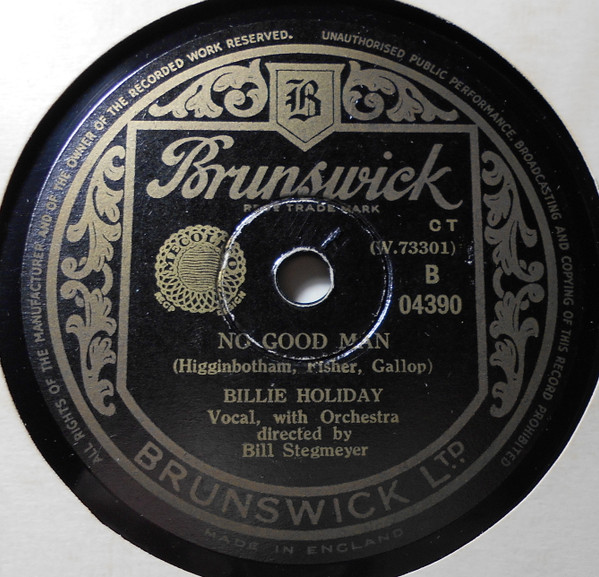 ALL RIGHTS OF THE MANUFACTURER AND OF THE OWNER OF THE RECORDED WORK RESERVED. UNAUTHORISED PUBLIC PERFORMANCE, BROADCASTING AND COPYING OF THIS RECORD PROHIBITED
B
Brunswick
TRADE MARK
CT
(W.73301)
B
04390
NO GOOD MAN
(Higginbotham, Fisher, Gallop)
BILLIE HOLIDAY
Vocal, with Orchestra
directed by
Bill Stegmeyer
BRUNSWICK LTD
MADE IN ENGLAND